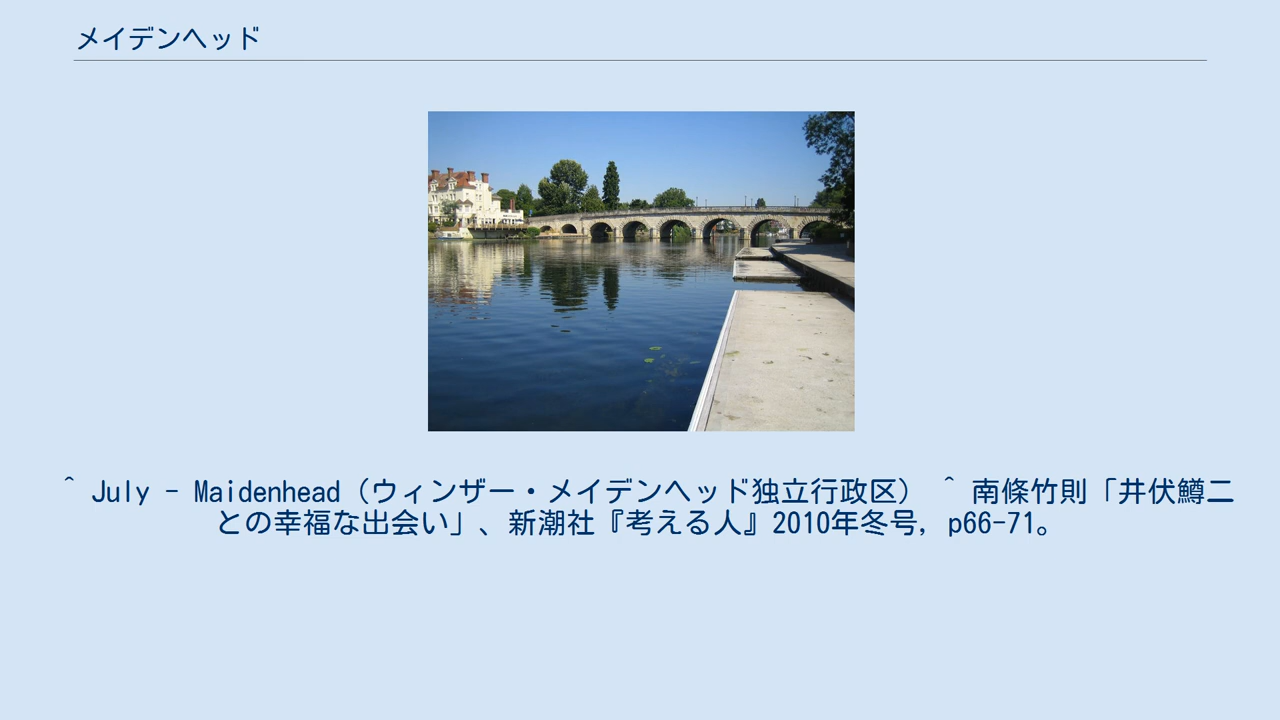 メイデンヘッド
^ July - Maidenhead（ウィンザー・メイデンヘッド独立行政区） ^ 南條竹則「井伏鱒二
との幸福な出会い」、新潮社『考える人』2010年冬号, p66-71。